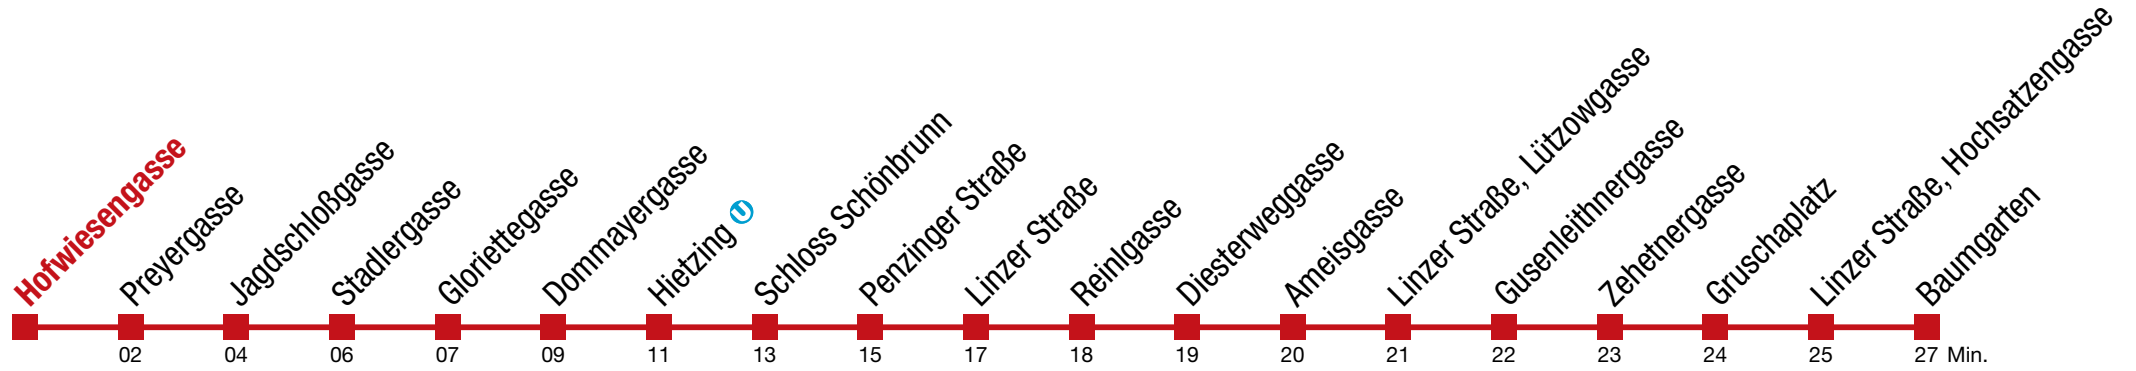 Hofwiesengasse
Preyergasse
Jagdschloßgasse
Stadlergasse
Gloriettegasse
Dommayergasse
Hietzing U
Schloss Schönbrunn
Penzinger Straße
Linzer Straße
Reinlgasse
Diesterweggasse
Ameisgasse
Linzer Straße, Lützowgasse
Gusenleithnergasse
Zehetnergasse
Gruschaplatz
Linzer Straße, Hochsatzengasse
Baumgarten
02 04 06 07 09 11 13 15 17 18 19 20 21 22 23 24 25 27 Min.